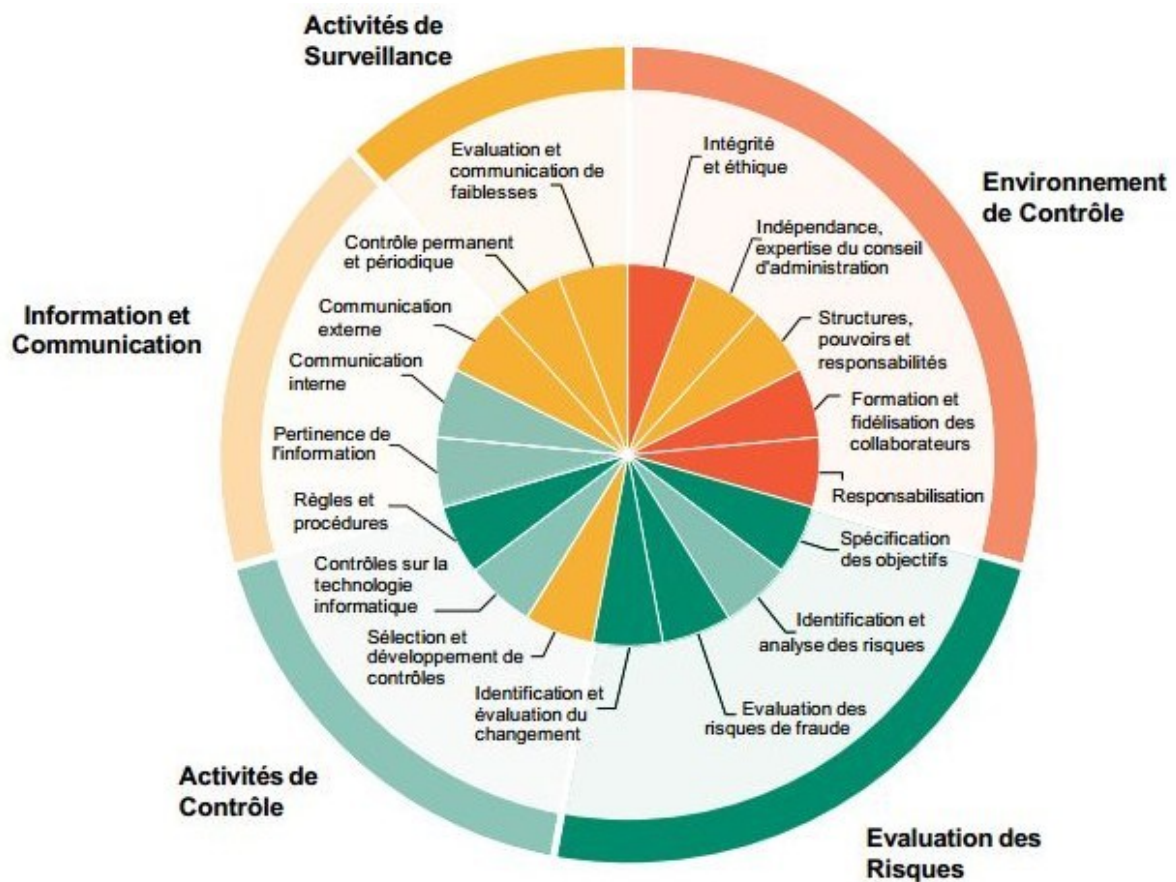 Activités de
Surveillance
Environnement
de Contrôle
Evaluation des
Risques
Activités de
Contrôle
Information et
Communication
Intégrité
et éthique
Indépendance,
expertise du conseil
d'administration
Structures,
pouvoirs et
responsabilités
Formation et
fidélisation des
collaborateurs
Responsabilisation
Spécification
des objectifs
Identification et
analyse des risques
Evaluation des
risques de fraude
Identification et
évaluation du
changement
Sélection et
développement de
contrôles
Contrôles sur la
technologie
informatique
Règles et
procédures
Pertinence de
l'information
Communication
interne
Communication
externe
Contrôle permanent
et périodique
Evaluation et
communication de
faiblesses